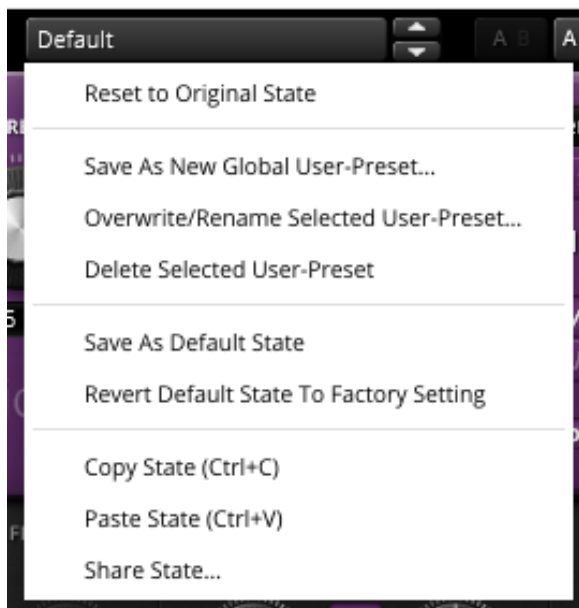 Default
A B
A
Reset to Original State
Save As New Global User-Preset...
Overwrite/Rename Selected User-Preset...
Delete Selected User-Preset
Save As Default State
Revert Default State To Factory Setting
Copy State (Ctrl+C)
Paste State (Ctrl+V)
Share State...